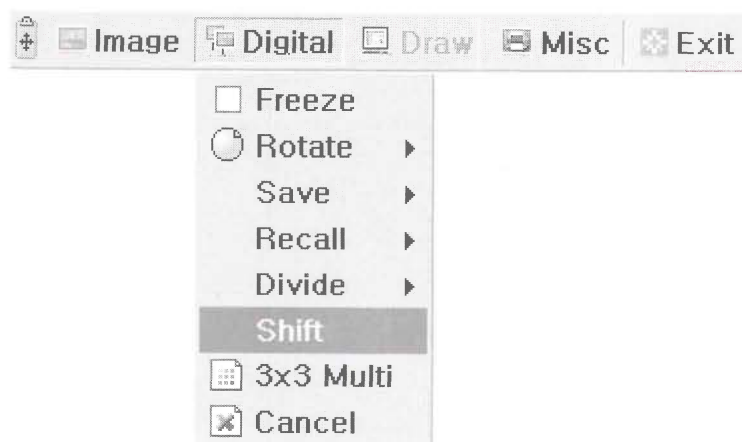 Image Digital Draw Misc Exit
Freeze
Rotate
Save
Recall
Divide
Shift
3x3 Multi
Cancel